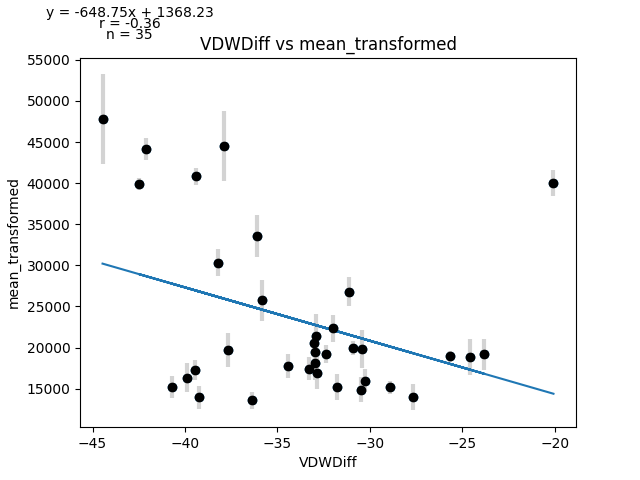 y = -648.75x + 1368.23
r = -0.36
n = 35
VDWDiff vs mean_transformed
55000
50000
45000
40000
35000
30000
25000
20000
15000
mean_transformed
−45
−40
−35
−30
−25
−20
VDWDiff